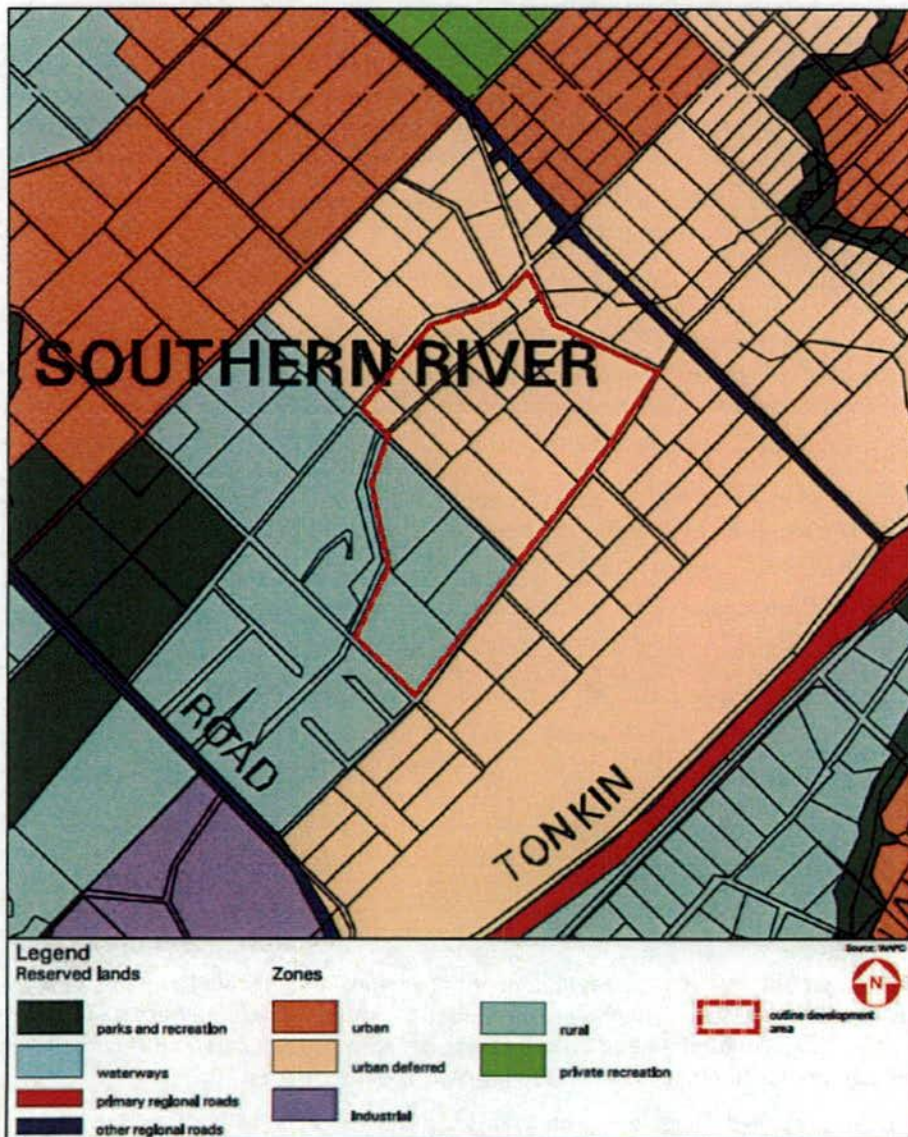 SOUTHERN RIVER
ROAD
TONKIN
Legend
Reserved lands
parks and recreation
waterways
primary regional roads
other regional roads
Zones
urban
urban deferred
industrial
rural
private recreation
Source: WAPC
N
outline development
area